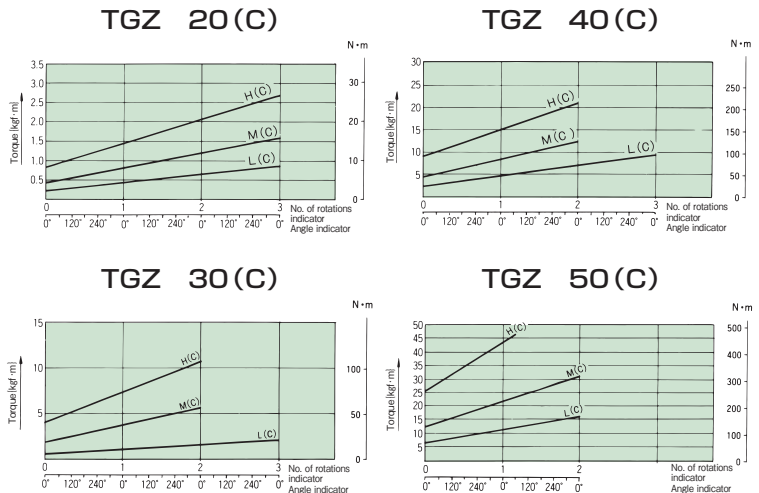 TGZ 20(C)
N・m
Torque[kgf・m]
3.5
3.0
2.5
2.0
1.5
1.0
0.5
H(C)
M(C)
L(C)
30
20
10
0
0 1 2 3 No. of rotations
indicator
0° 120° 240° 0° 120° 240° 0° 120° 240° 0° Angle indicator
TGZ 40(C)
N・m
Torque[kgf・m]
30
25
20
15
10
5
H(C)
M(C)
L(C)
250
200
150
100
50
0
0 1 2 3 No. of rotations
indicator
0° 120° 240° 0° 120° 240° 0° 120° 240° 0° Angle indicator
TGZ 30(C)
N・m
Torque[kgf・m]
15
10
5
H(C)
M(C)
L(C)
100
50
0
0 1 2 3 No. of rotations
indicator
0° 120° 240° 0° 120° 240° 0° 120° 240° 0° Angle indicator
TGZ 50(C)
N・m
Torque[kgf・m]
50
45
40
35
30
25
20
15
10
5
H(C)
M(C)
L(C)
500
400
300
200
100
0
0 1 2 No. of rotations
indicator
0° 120° 240° 0° 120° 240° 0° Angle indicator